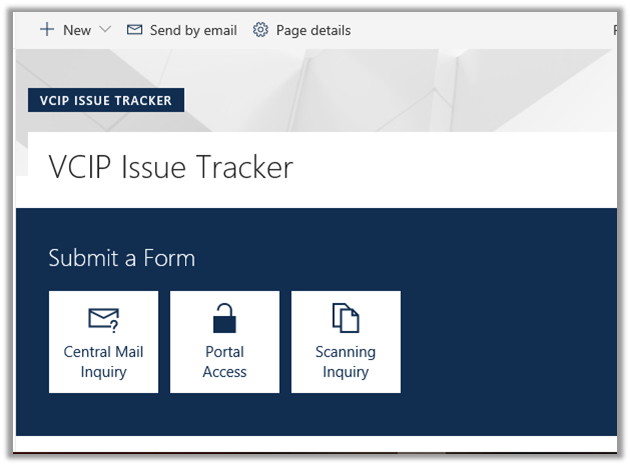 New Send by email Page details
VCIP ISSUE TRACKER
VCIP Issue Tracker
Submit a Form
Central Mail
Inquiry
Portal
Access
Scanning
Inquiry